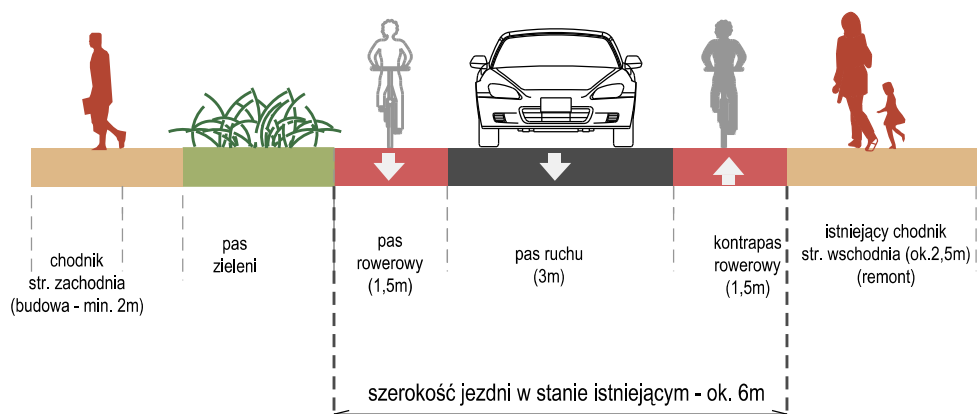 chodnik
str. zachodnia
(budowa - min. 2m)
pas
zieleni
pas
rowerowy
(1,5m)
pas ruchu
(3m)
kontrapas
rowerowy
(1,5m)
istniejący chodnik
str. wschodnia (ok.2,5m)
(remont)
szerokość jezdni w stanie istniejącym - ok. 6m